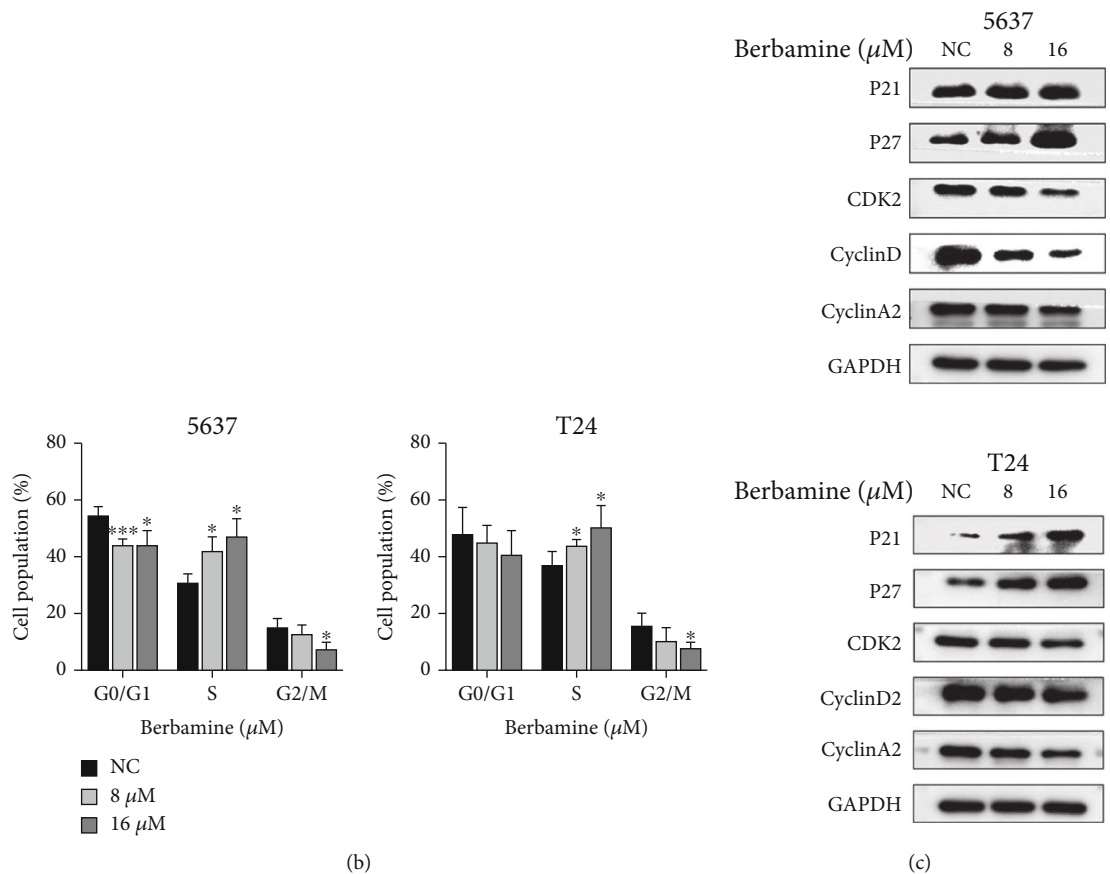 5637
Berbamine (μM) NC 8 16
P21
P27
CDK2
CyclinD
CyclinA2
GAPDH
5637
80
60
40
20
0
Cell population (%)
*** * * * *
G0/G1 S G2/M
Berbamine (μM)
NC
8 μM
16 μM
T24
80
60
40
20
0
Cell population (%)
* * *
G0/G1 S G2/M
Berbamine (μM)
(b)
T24
Berbamine (μM) NC 8 16
P21
P27
CDK2
CyclinD2
CyclinA2
GAPDH
(c)